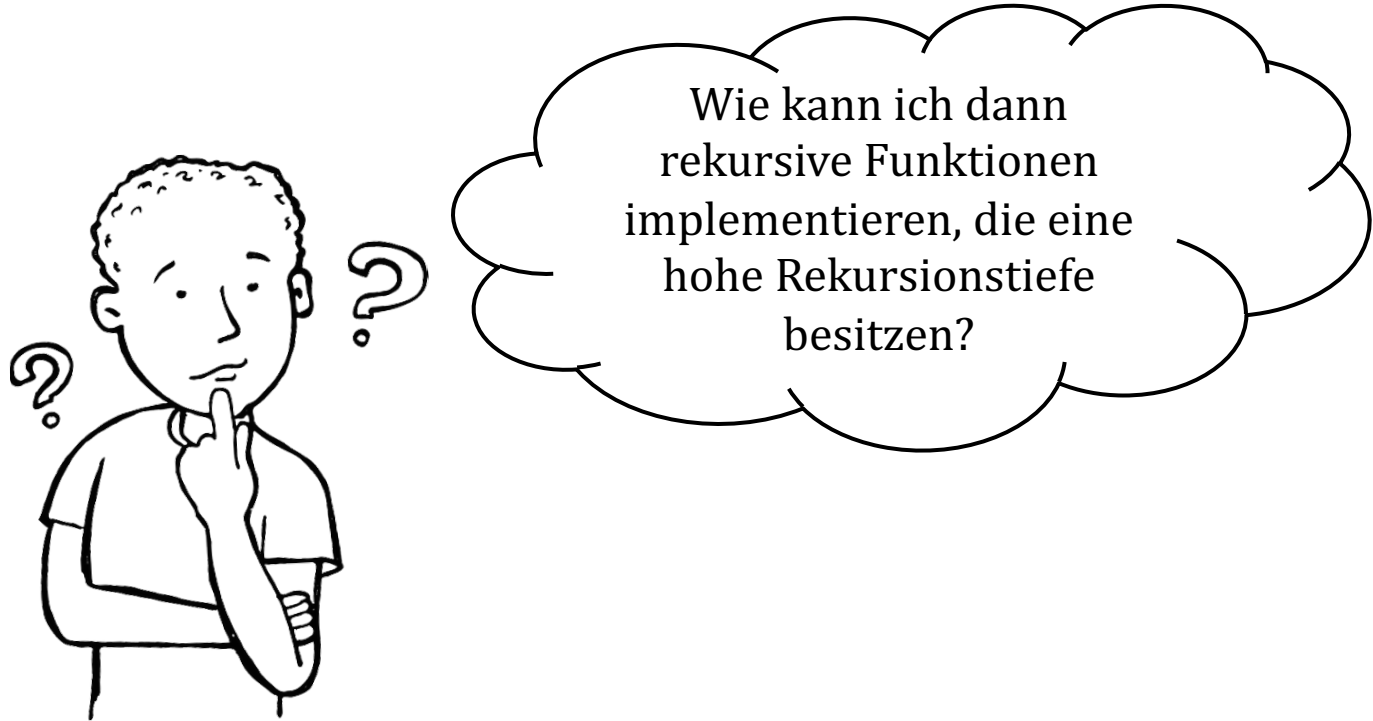 Wie kann ich dann
rekursive Funktionen
implementieren, die eine
hohe Rekursionstiefe
besitzen?
?
?